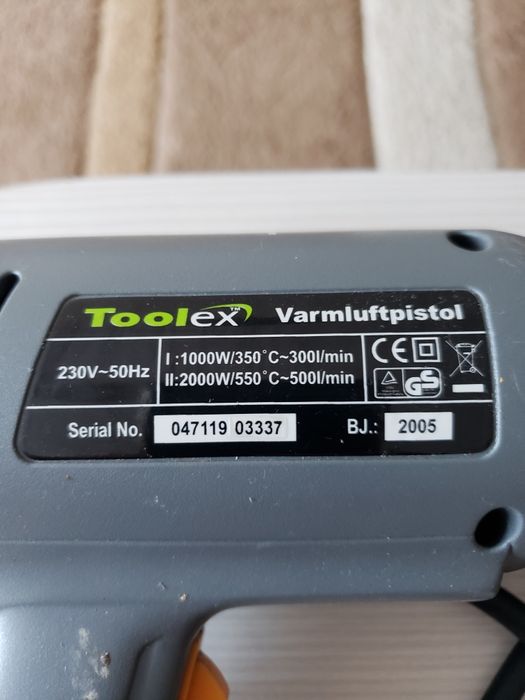 Toolex™ Varmluftpistol
230V~50Hz
I :1000W/350°C~300l/min
II:2000W/550°C~500l/min
CE
GS
Serial No. 047119 03337 BJ.: 2005